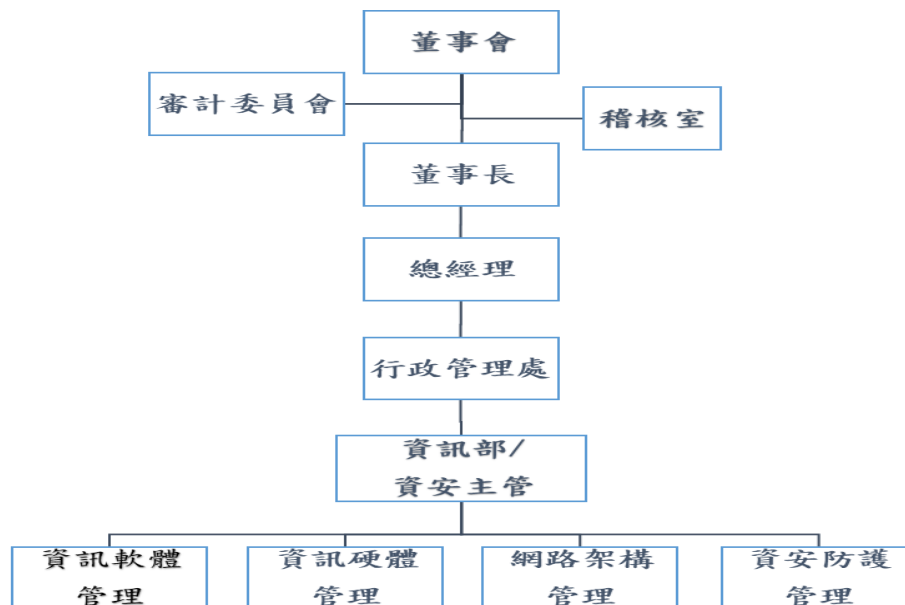 董事會
審計委員會
稽核室
董事長
總經理
行政管理處
資訊部/
資安主管
資訊軟體
管理
資訊硬體
管理
網路架構
管理
資安防護
管理